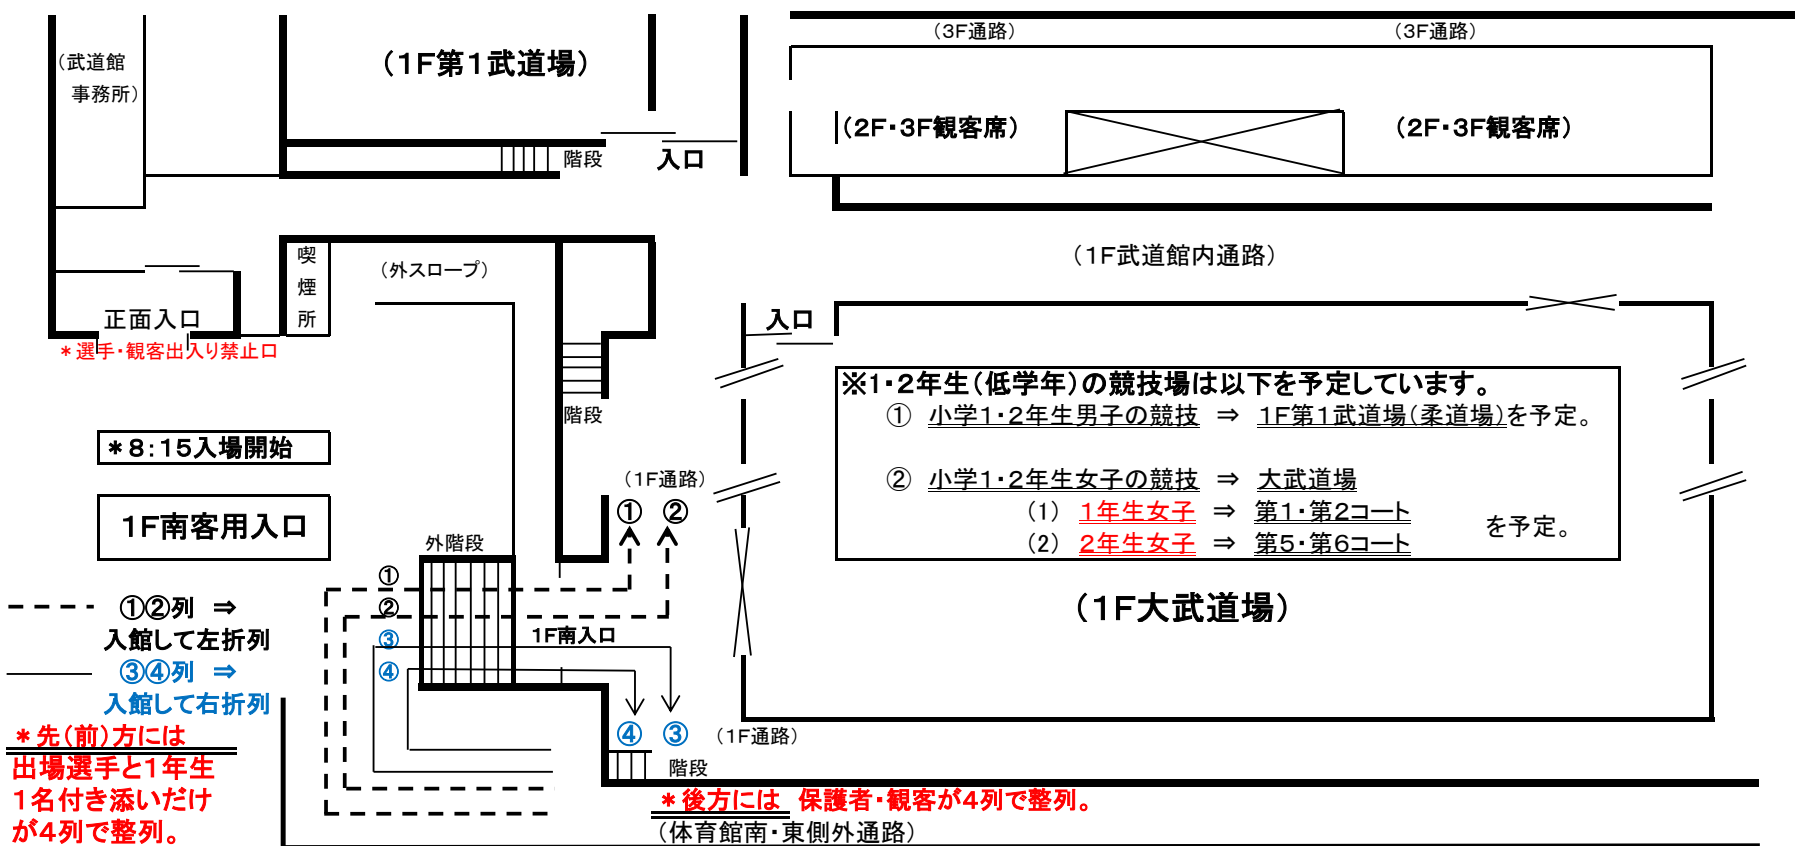 (3F通路)
(3F通路)
(武道館
事務所)
(1F第1武道場)
(2F・3F観客席)
(2F・3F観客席)
階段
入口
喫
煙
所
(外スロープ)
(1F武道館内通路)
正面入口
*選手・観客出入り禁止口
入口
※1・2年生(低学年)の競技場は以下を予定しています。
① 小学1・2年生男子の競技 ⇒ 1F第1武道場(柔道場)を予定。
② 小学1・2年生女子の競技 ⇒ 大武道場
(1) 1年生女子 ⇒ 第1・第2コート
を予定。
(2) 2年生女子 ⇒ 第5・第6コート
階段
*8:15入場開始
(1F通路)
① ②
1F南客用入口
外階段
①
②
③
④
1F南入口
(1F大武道場)
①②列 ⇒
入館して左折列
③④列 ⇒
入館して右折列
④ ③
(1F通路)
階段
*先(前)方には
出場選手と1年生
1名付き添いだけ
が4列で整列。
*後方には 保護者・観客が4列で整列。
(体育館南・東側外通路)